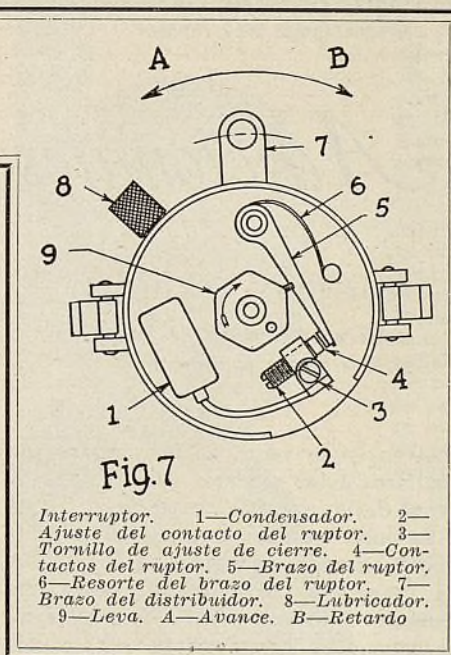 A B
7
8
6
5
9
4
1
3
2
Fig.7
Interruptor. 1—Condensador. 2—
Ajuste del contacto del ruptor. 3—
Tornillo de ajuste de cierre. 4—Con-
tactos del ruptor. 5—Brazo del ruptor.
6—Resorte del brazo del ruptor. 7—
Brazo del distribuidor. 8—Lubricador.
9—Leva. A—Avance. B—Retardo